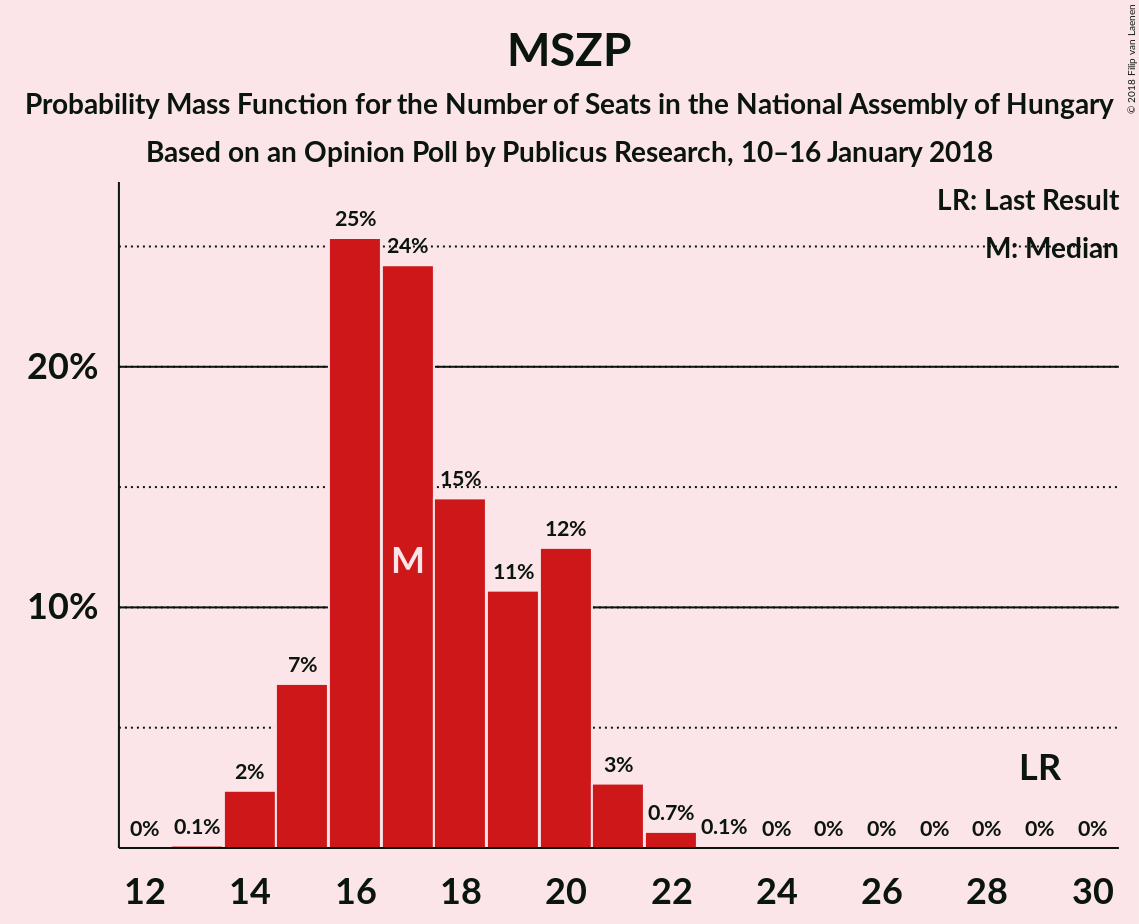 MSZP
Probability Mass Function for the Number of Seats in the National Assembly of Hungary
Based on an Opinion Poll by Publicus Research, 10–16 January 2018
© 2018 Filip van Laenen
LR: Last Result
M: Median
25%
24%
20%
15%
M
12%
11%
10%
7%
LR
2%
3%
0% 0.1% 0.7% 0.1% 0% 0% 0% 0% 0% 0% 0%
12 14 16 18 20 22 24 26 28 30